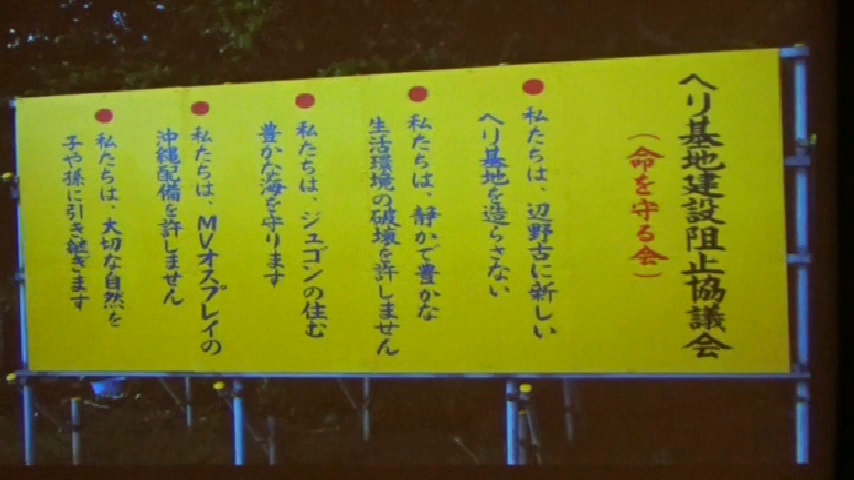 ヘリ基地建設阻止協議会
(命を守る会)
私たちは、辺野古に新しい
ヘリ基地を造らさない
私たちは、静かで豊かな
生活環境の破壊を許しません
私たちは、ジュゴンの住む
豊かな海を守ります
私たちは、MVオスプレイの
沖縄配備を許しません
私たちは、大切な自然を
子や孫に引き継ぎます